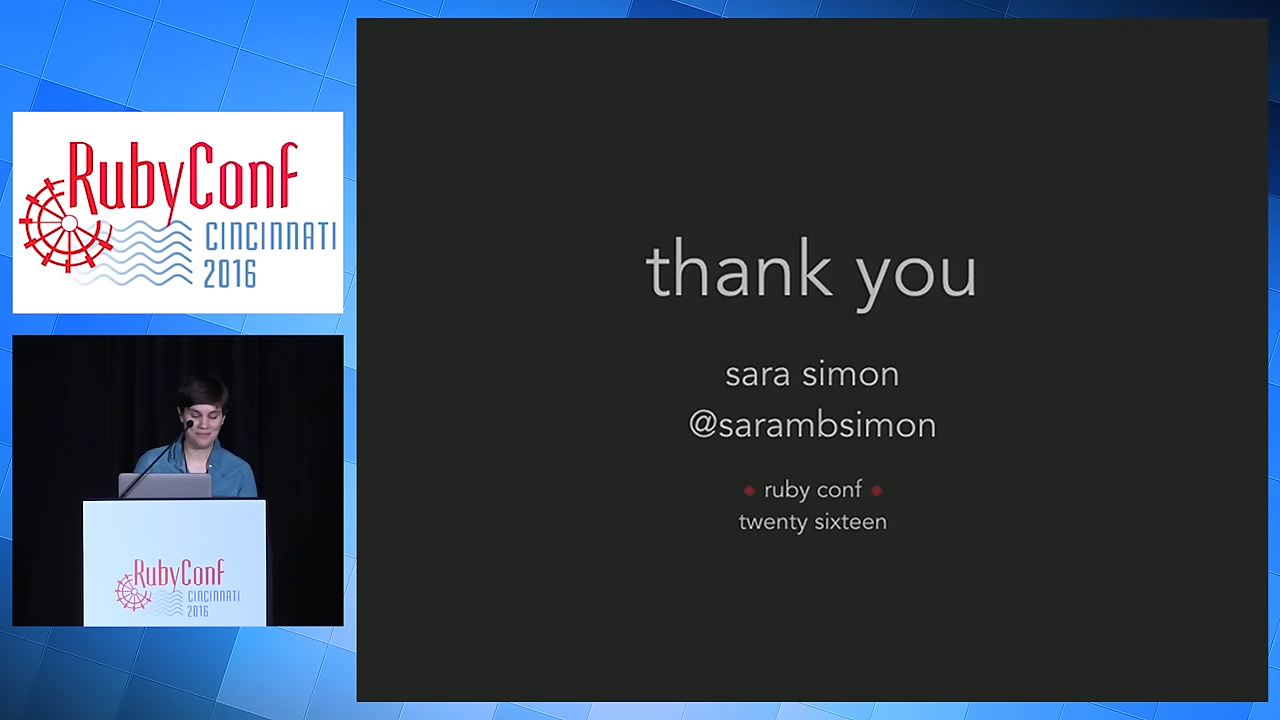 RubyConf
CINCINNATI
2016
thank you
sara simon
@sarambsimon
ruby conf
twenty sixteen
RubyConf
CINCINNATI
2016